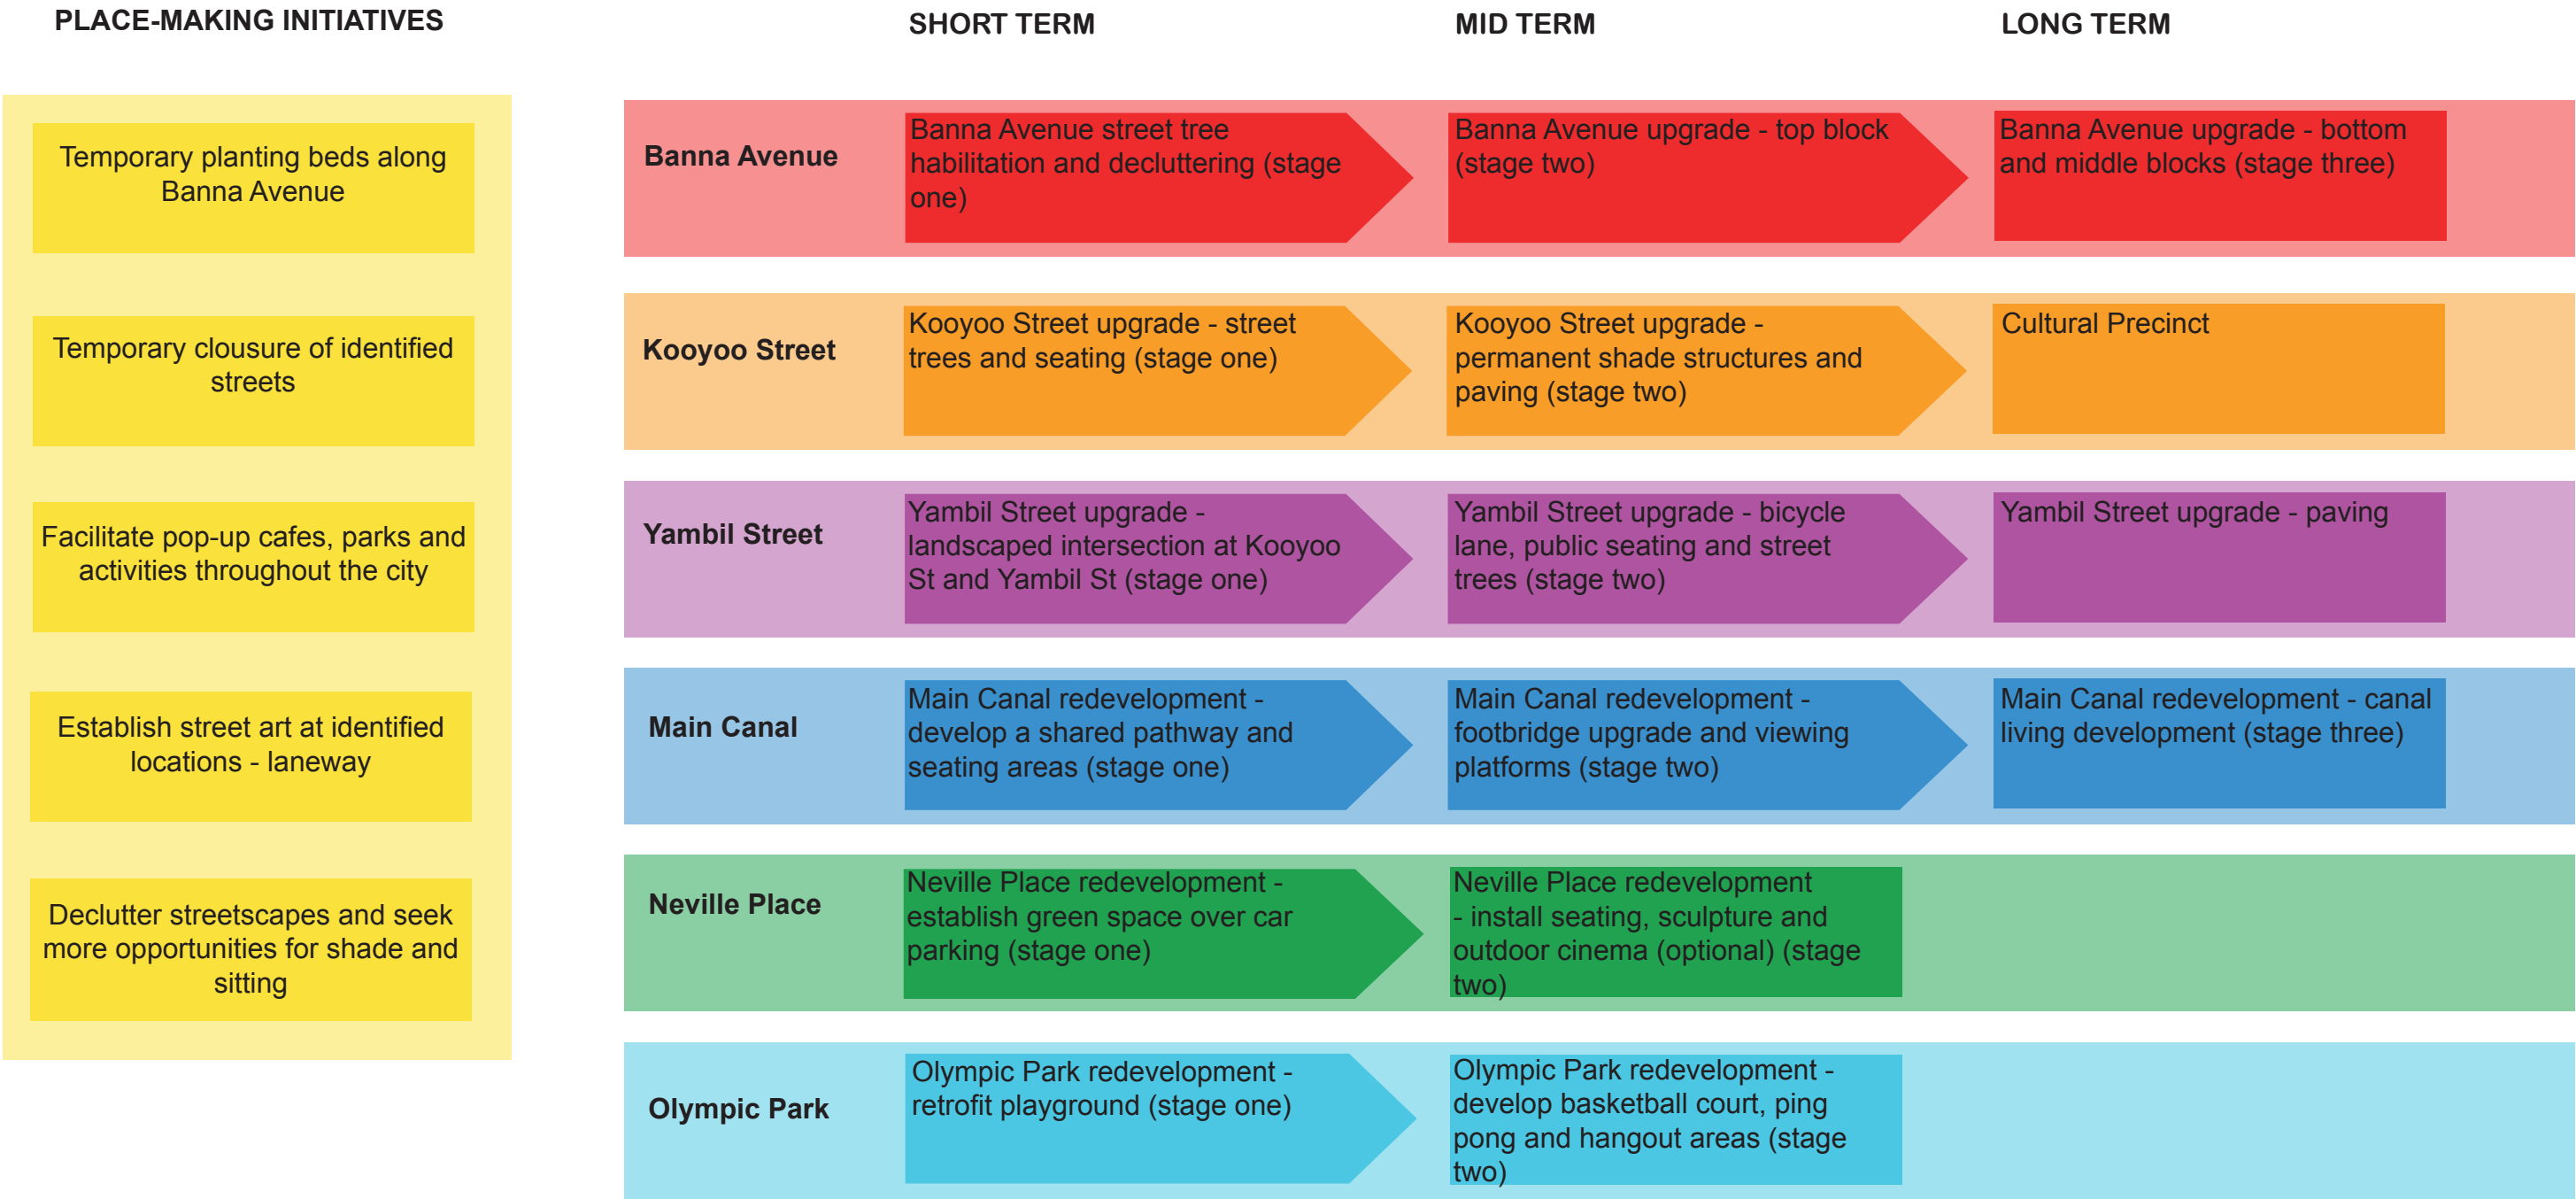 PLACE-MAKING INITIATIVES
SHORT TERM
MID TERM
LONG TERM
Temporary planting beds along
Banna Avenue
Temporary clousure of identified
streets
Facilitate pop-up cafes, parks and
activities throughout the city
Establish street art at identified
locations - laneway
Declutter streetscapes and seek
more opportunities for shade and
sitting
Banna Avenue
Banna Avenue street tree
habilitation and decluttering (stage
one)
Banna Avenue upgrade - top block
(stage two)
Banna Avenue upgrade - bottom
and middle blocks (stage three)
Kooyoo Street
Kooyoo Street upgrade - street
trees and seating (stage one)
Kooyoo Street upgrade -
permanent shade structures and
paving (stage two)
Cultural Precinct
Yambil Street
Yambil Street upgrade -
landscaped intersection at Kooyoo
St and Yambil St (stage one)
Yambil Street upgrade - bicycle
lane, public seating and street
trees (stage two)
Yambil Street upgrade - paving
Main Canal
Main Canal redevelopment -
develop a shared pathway and
seating areas (stage one)
Main Canal redevelopment -
footbridge upgrade and viewing
platforms (stage two)
Main Canal redevelopment - canal
living development (stage three)
Neville Place
Neville Place redevelopment -
establish green space over car
parking (stage one)
Neville Place redevelopment
- install seating, sculpture and
outdoor cinema (optional) (stage
two)
Olympic Park
Olympic Park redevelopment -
retrofit playground (stage one)
Olympic Park redevelopment -
develop basketball court, ping
pong and hangout areas (stage
two)